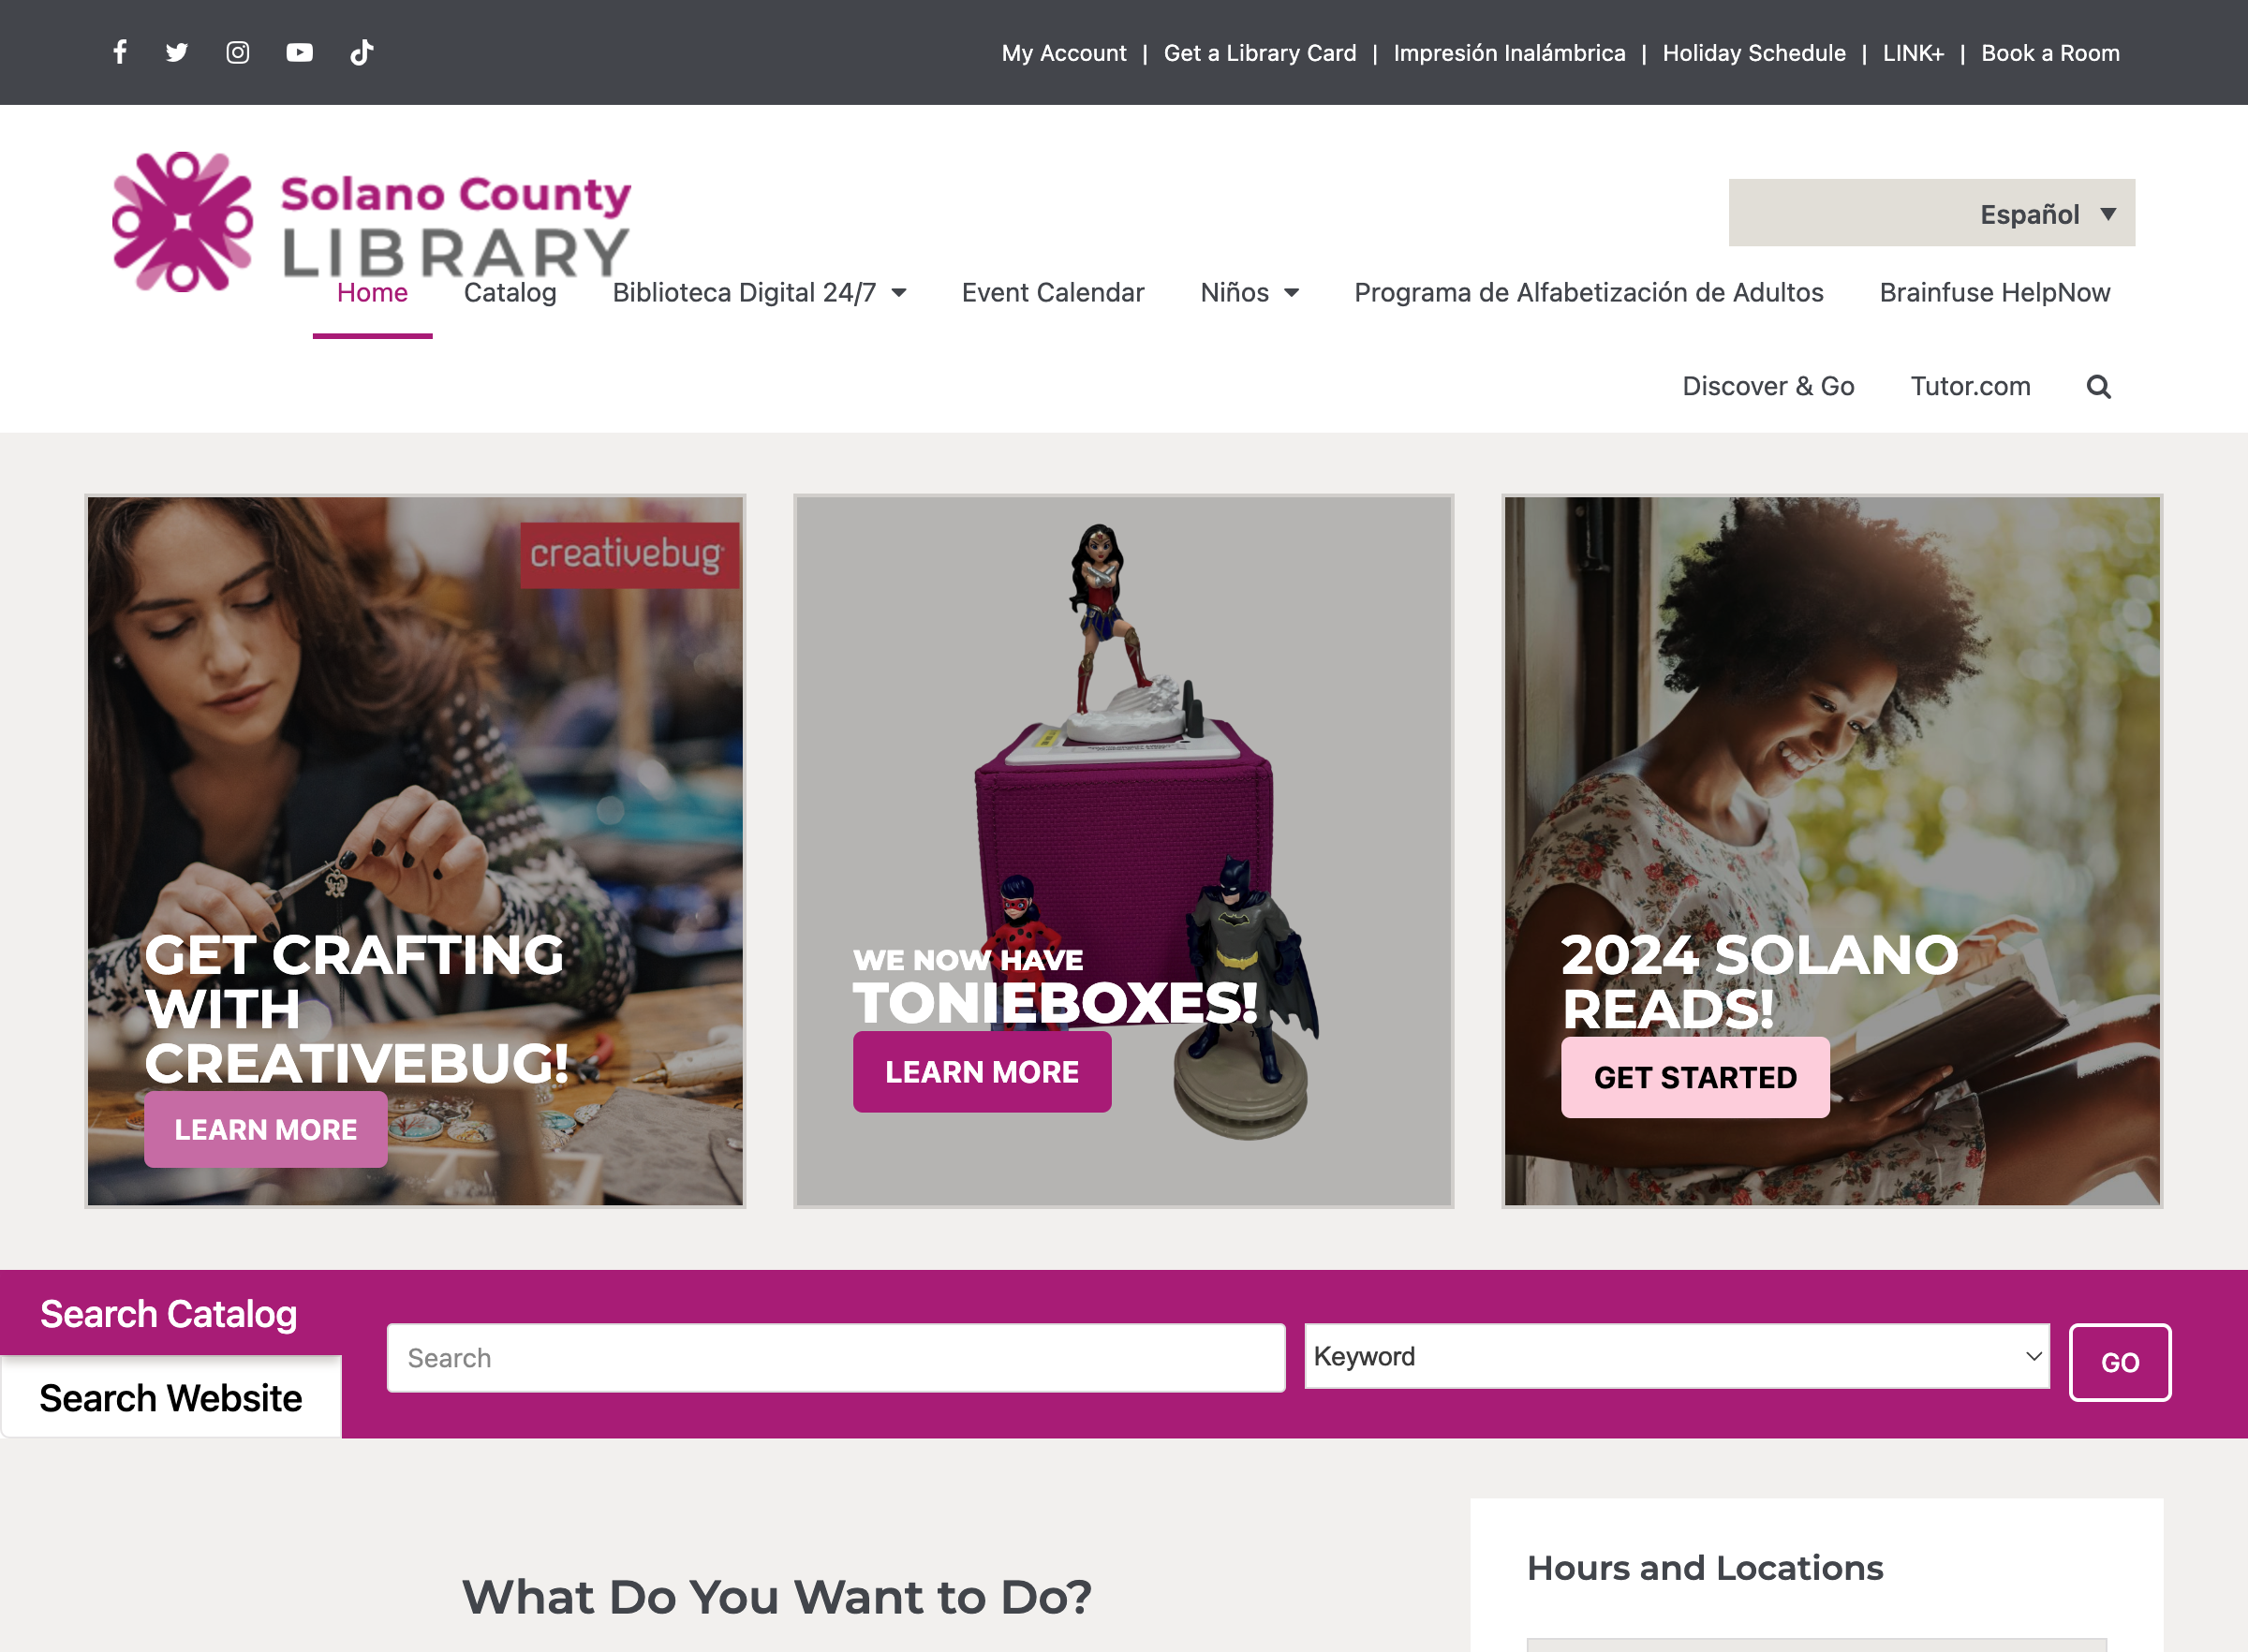 My Account | Get a Library Card | Impresión Inalámbrica | Holiday Schedule | LINK+ | Book a Room
Solano County
LIBRARY
Español
Home Catalog Biblioteca Digital 24/7 Event Calendar Niños Programa de Alfabetización de Adultos Brainfuse HelpNow
Discover & Go Tutor.com
creativebug
GET CRAFTING
WITH
CREATIVEBUG!
LEARN MORE
WE NOW HAVE
TONIEBOXES!
LEARN MORE
2024 SOLANO
READS!
GET STARTED
Search Catalog
Search Website
Search
Keyword
GO
What Do You Want to Do?
Hours and Locations